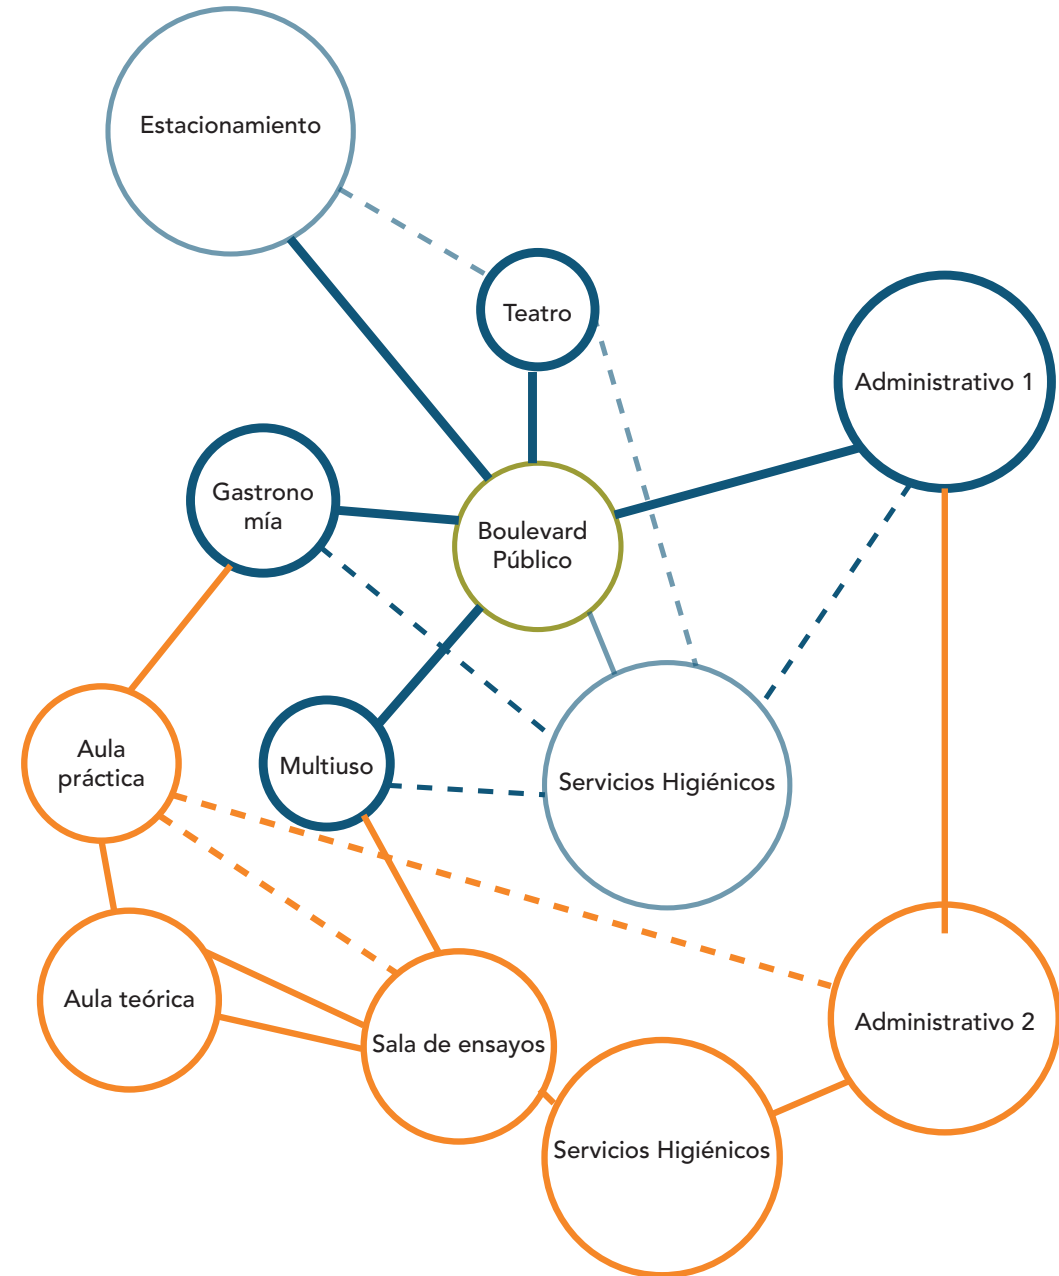 Estacionamiento
Teatro
Administrativo 1
Gastrono
mía
Boulevard
Público
Aula
práctica
Multiuso
Servicios Higiénicos
Aula teórica
Sala de ensayos
Administrativo 2
Servicios Higiénicos